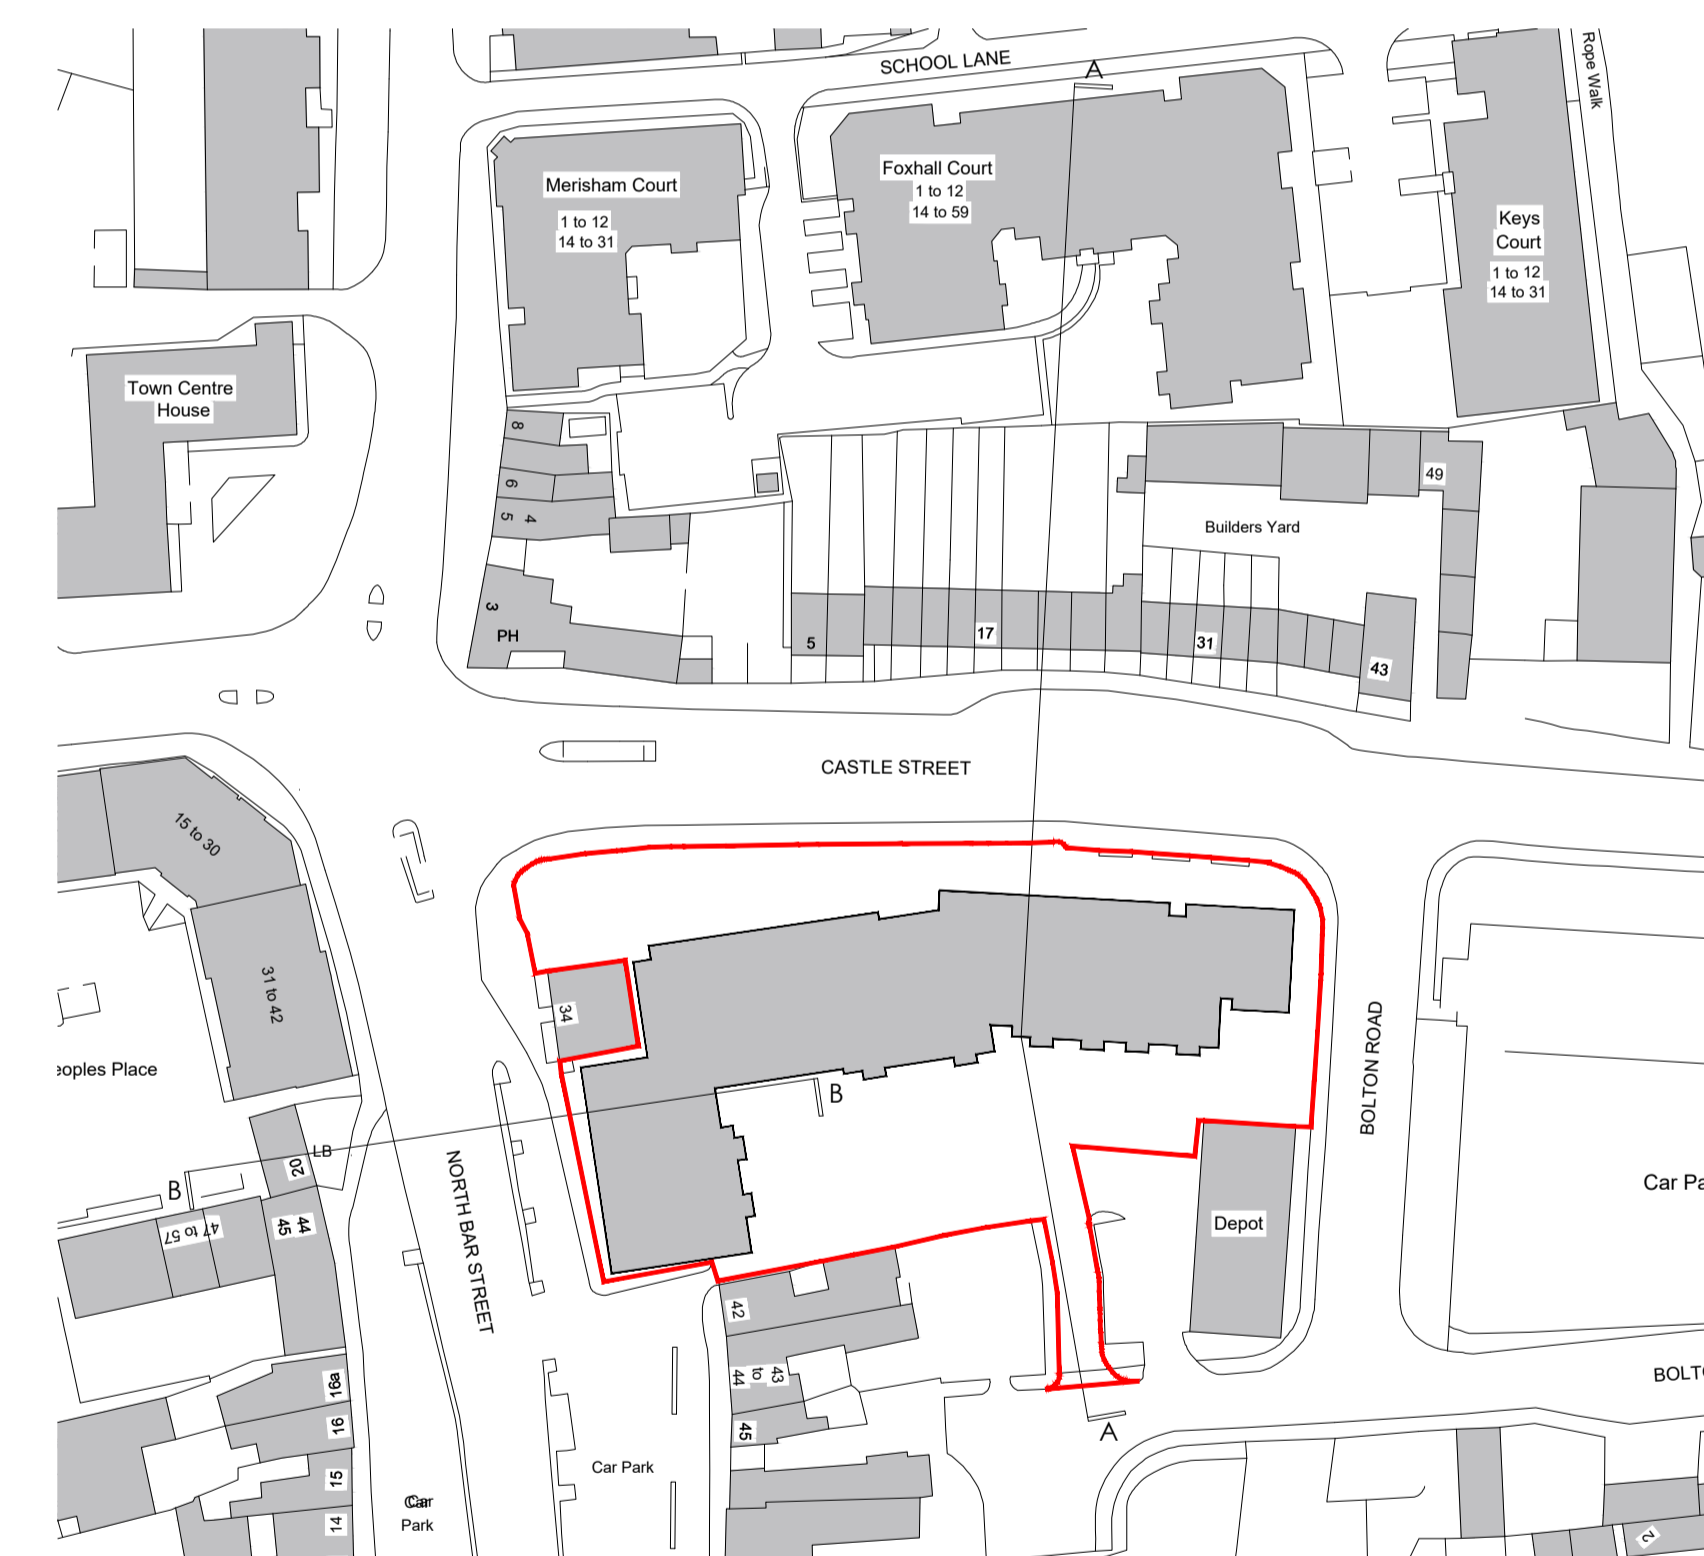 SCHOOL LANE
A
Rope Walk
Merisham Court
1 to 12
14 to 31
Foxhall Court
1 to 12
14 to 59
Keys
Court
1 to 12
14 to 31
Town Centre
House
8
6
5
4
3
PH
49
Builders Yard
5
17
31
43
CASTLE STREET
15 to 30
31 to 42
34
eoples Place
BOLTON ROAD
B
LB
20
B
NORTH BAR STREET
47 to 57
45
44
Car Pa
Depot
42
44
to
43
45
16a
16
15
14
BOLT
A
Car Park
Car
Park
2